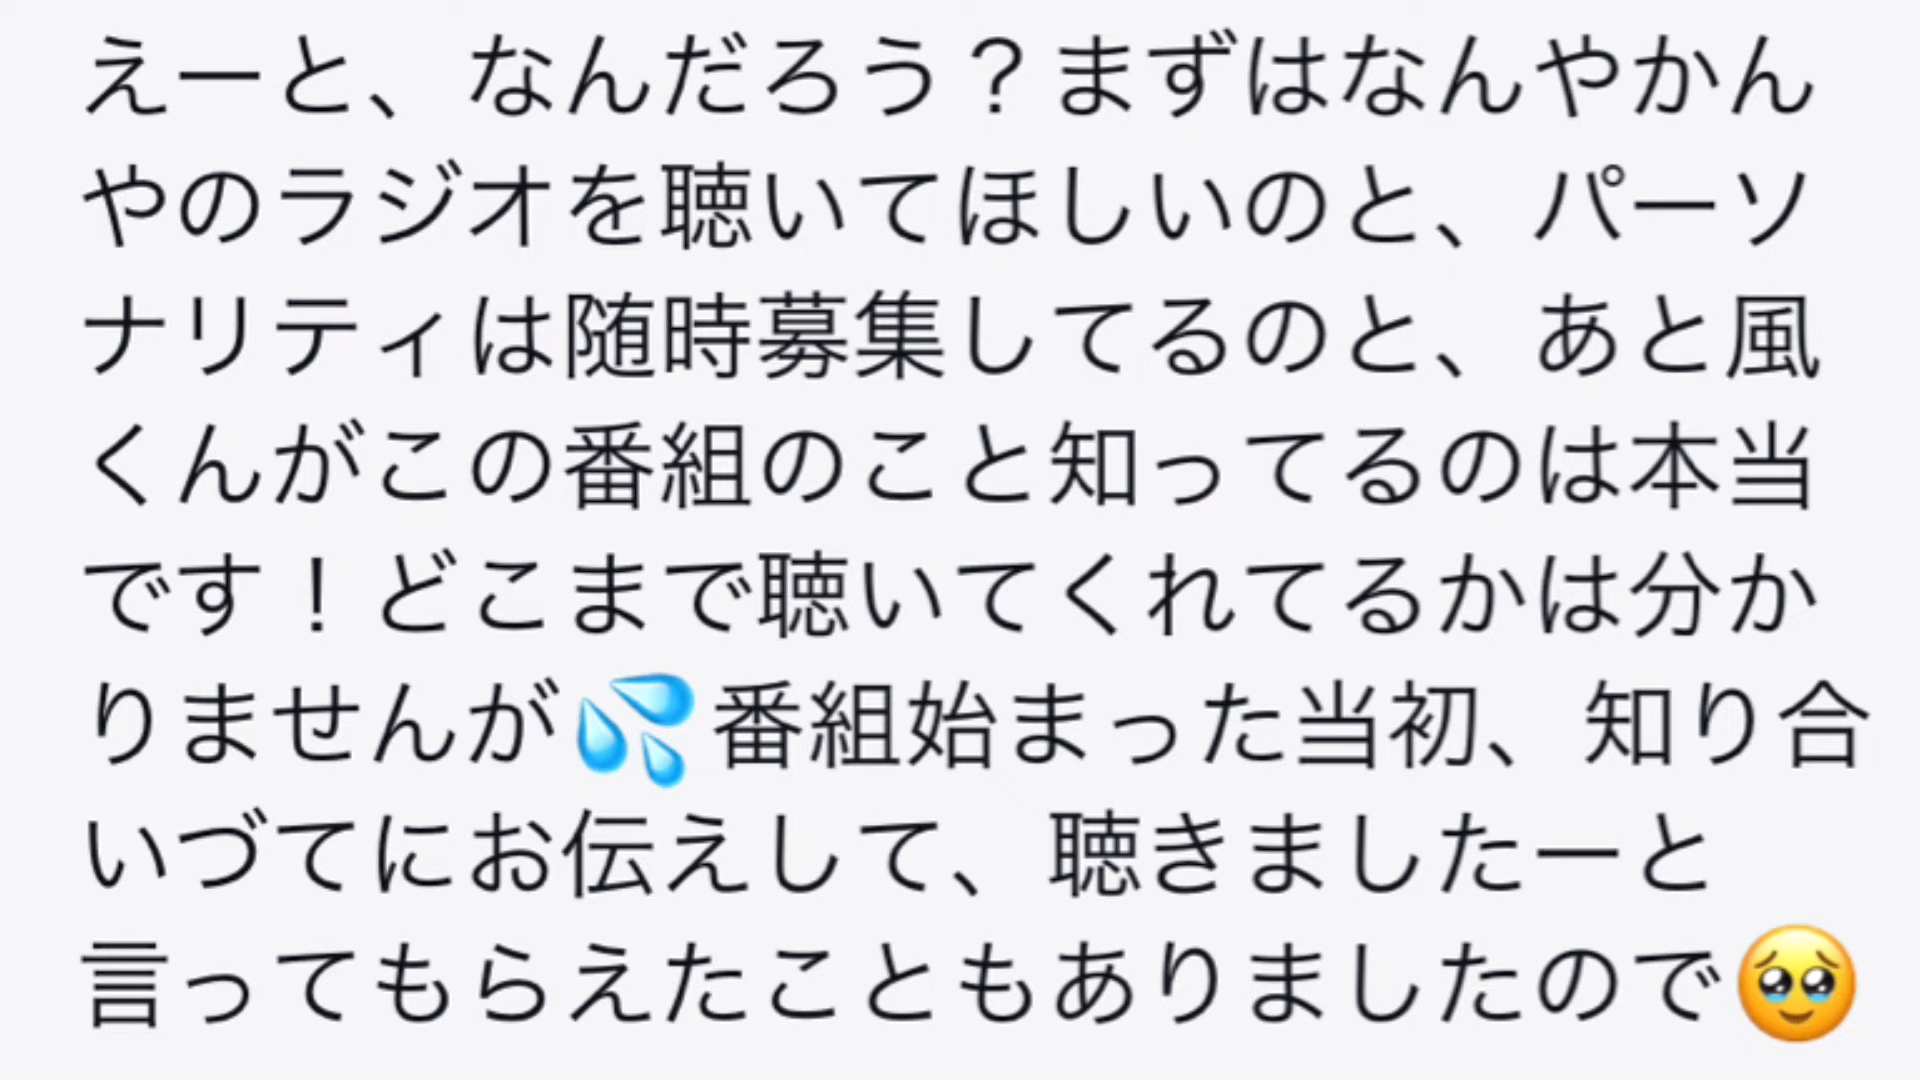 えーと、なんだろう？まずはなんやかん
やのラジオを聴いてほしいのと、パーソ
ナリティは随時募集してるのと、あと風
くんがこの番組のこと知ってるのは本当
です！どこまで聴いてくれてるかは分か
りませんが💦番組始まった当初、知り合
いづてにお伝えして、聴きましたーと
言ってもらえたこともありましたので🥹